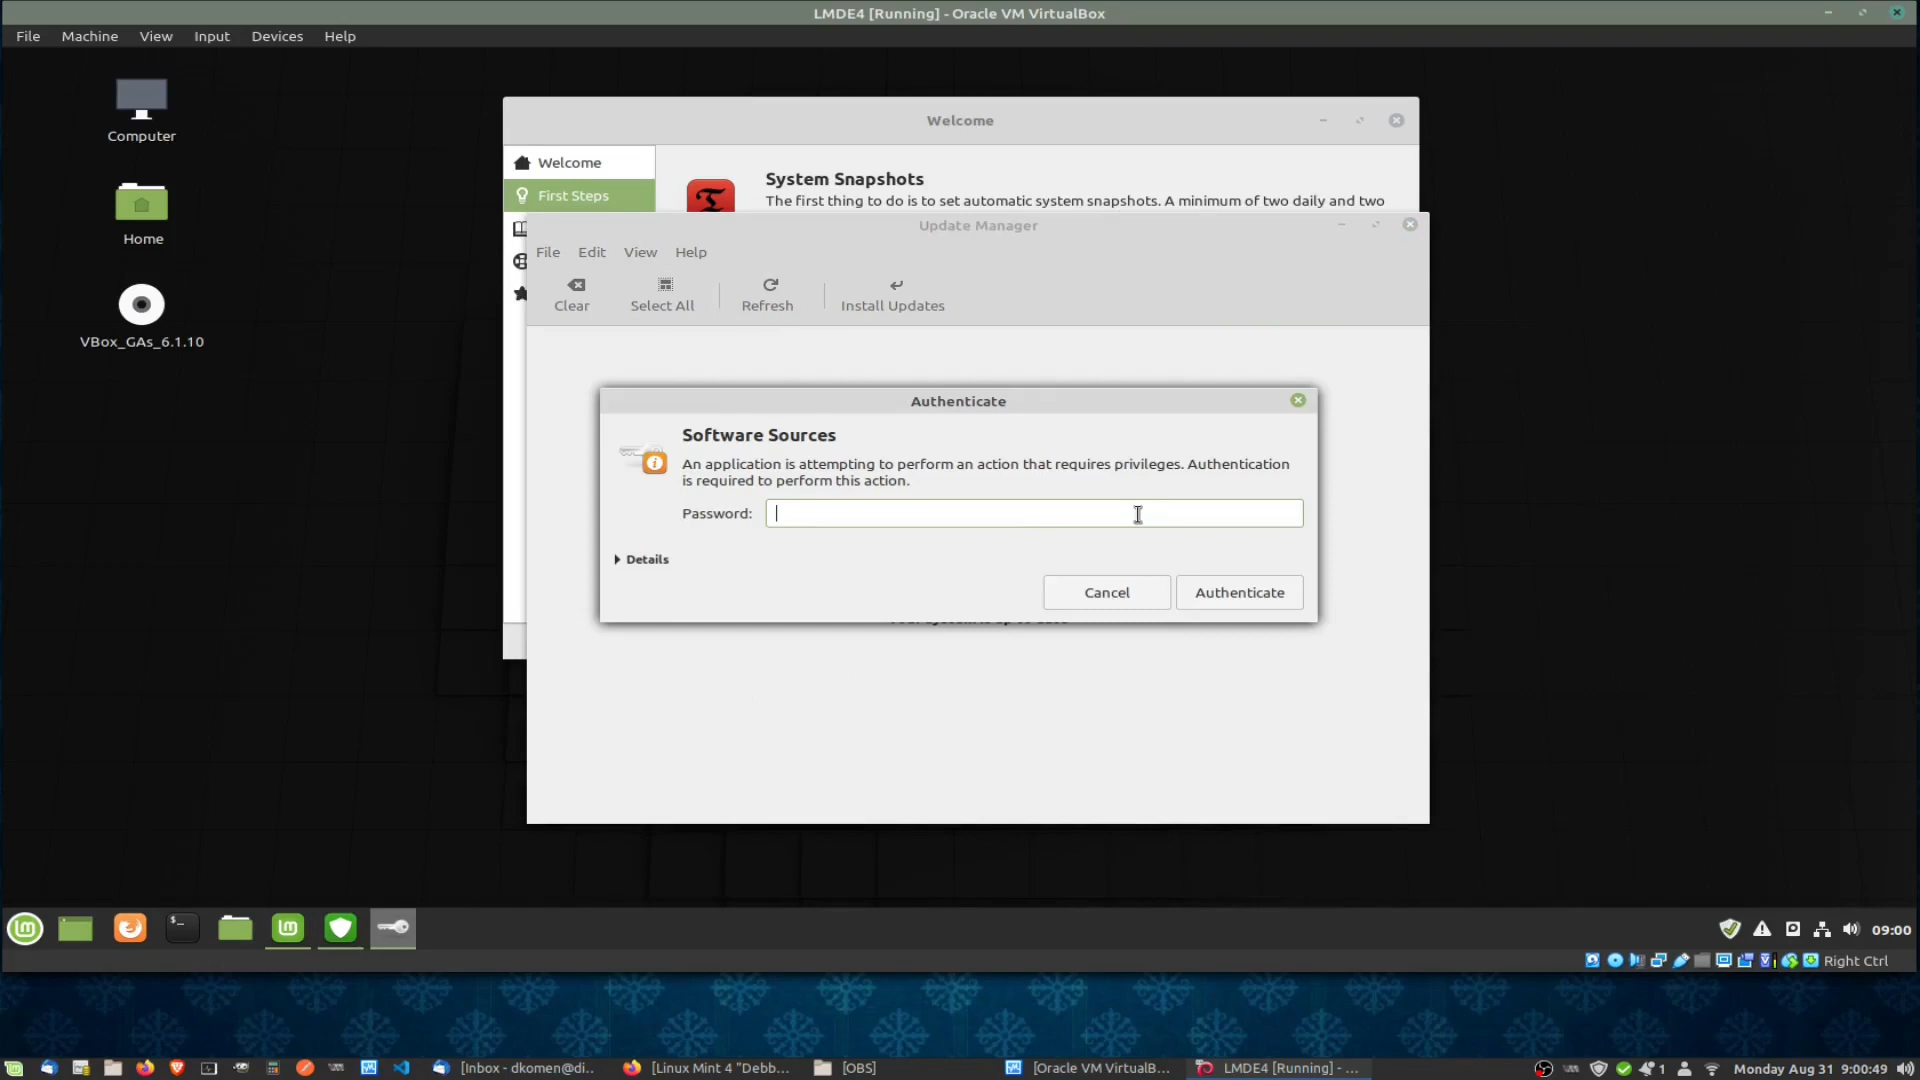 LMDE4 [Running] - Oracle VM VirtualBox
File Machine View Input Devices Help
Computer
Home
VBox_GAs_6.1.10
Welcome
Welcome
First Steps
System Snapshots
The first thing to do is to set automatic system snapshots. A minimum of two daily and two
Update Manager
File Edit View Help
Clear Select All Refresh Install Updates
Authenticate
Software Sources
An application is attempting to perform an action that requires privileges. Authentication
is required to perform this action.
Password:
Details
Cancel Authenticate
09:00
Right Ctrl
[Inbox - dkomen@di... [Linux Mint 4 "Debb... [OBS] [Oracle VM VirtualB... LMDE4 [Running] - ... 1 Monday Aug 31 9:00:49